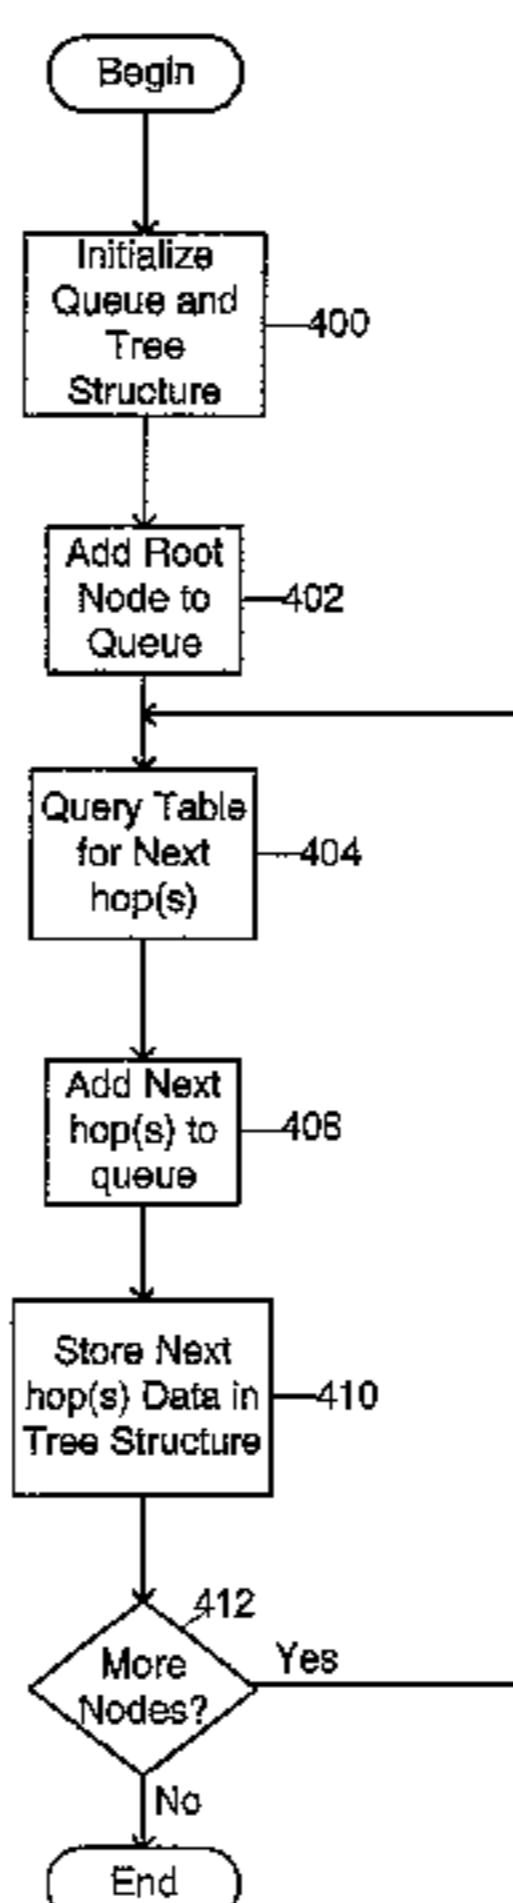 Begin
Initialize
Queue and
Tree
Structure
400
Add Root
Node to
Queue
402
Query Table
for Next
hop(s)
404
Add Next
hop(s) to
queue
408
Store Next
hop(s) Data in
Tree Structure
410
412
More
Nodes?
Yes
No
End